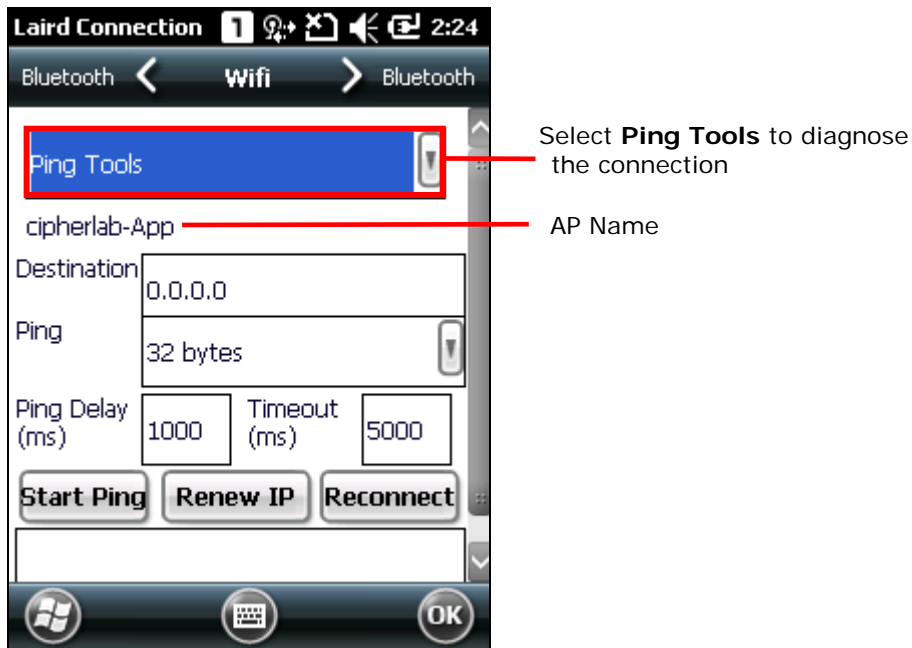 Laird Connection 1 2:24
Bluetooth Wifi Bluetooth
Ping Tools
Select Ping Tools to diagnose
the connection
cipherlab-App
AP Name
Destination
0.0.0.0
Ping
32 bytes
Ping Delay
(ms)
1000
Timeout
(ms)
5000
Start Ping Renew IP Reconnect
OK